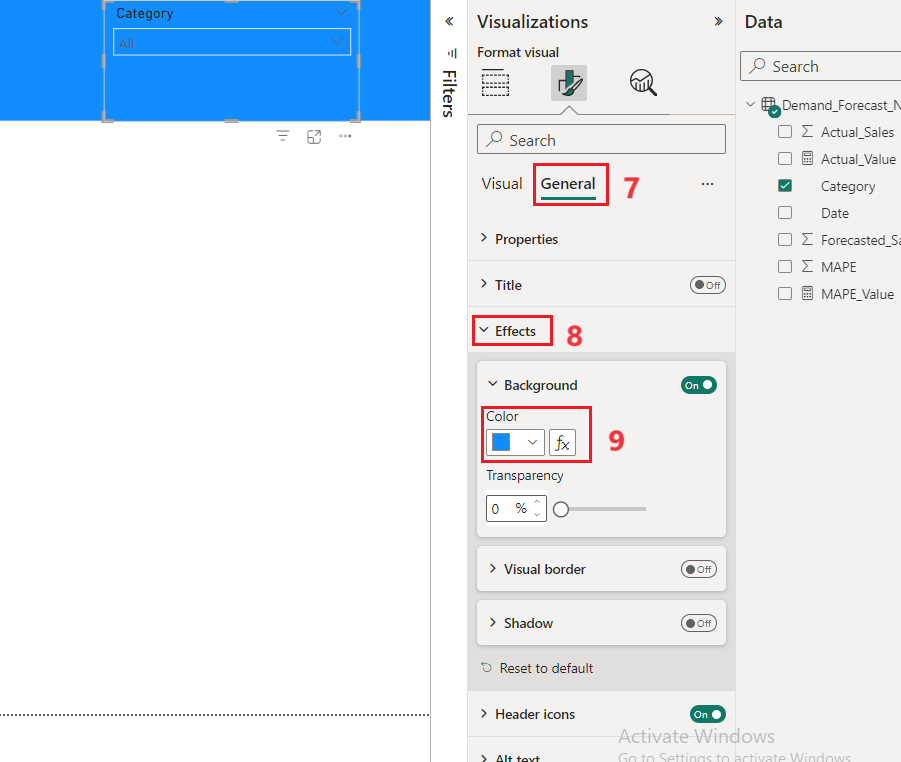 Category
All
Filters
Visualizations
Format visual
Search
Visual
General
7
Properties
Title
Off
Effects
8
Background
On
Color
fx
9
Transparency
0 %
Visual border
Off
Shadow
Off
Reset to default
Header icons
On
Alt text
Data
Search
Demand_Forecast_N
Actual_Sales
Actual_Value
Category
Date
Forecasted_Sa
MAPE
MAPE_Value
Activate Windows
Go to Settings to activate Windows.